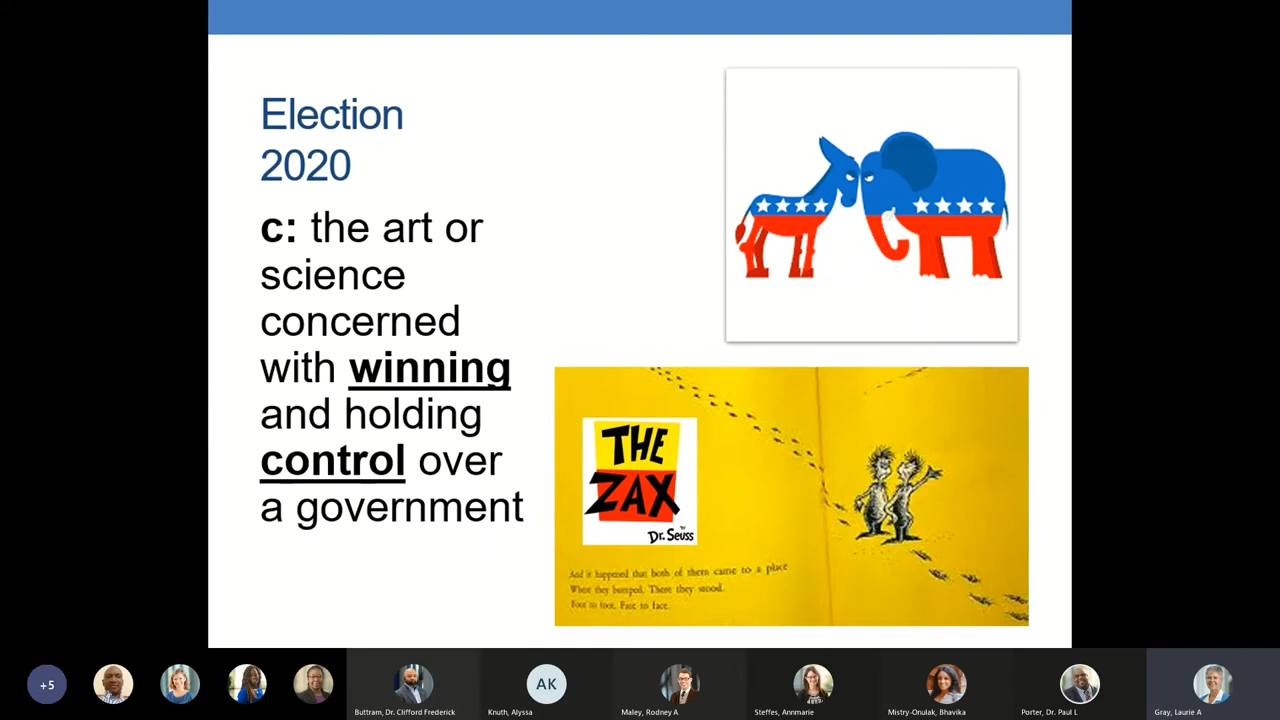 Election
2020
c: the art or
science
concerned
with winning
and holding
control over
a government
THE
ZAX
by
Dr. Seuss
And it happened that both of them came to a place
Where they bumped. There they stood.
Foot to foot. Face to face.
+5
AK
Buttram, Dr. Clifford Frederick
Knuth, Alyssa
Maley, Rodney A
Steffes, Annmarie
Mistry-Onulak, Bhavika
Porter, Dr. Paul L
Gray, Laurie A